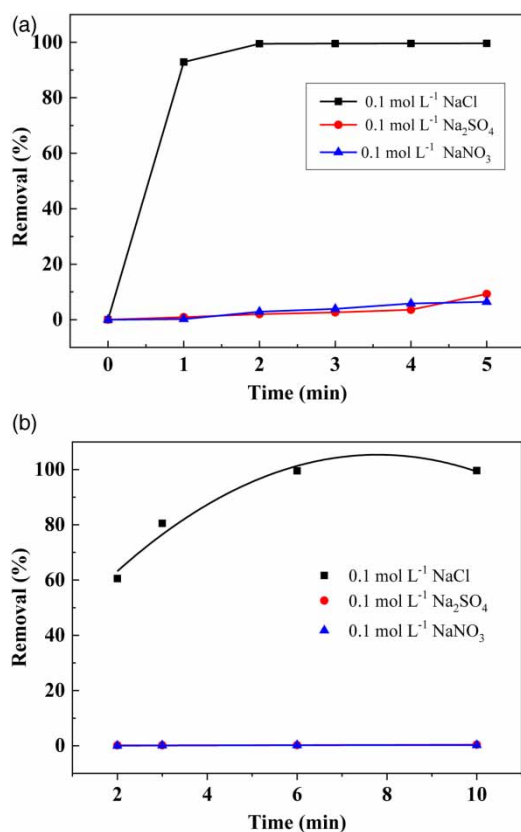 (a)
100
80
60
40
20
0
Removal (%)
0.1 mol L⁻¹ NaCl
0.1 mol L⁻¹ Na₂SO₄
0.1 mol L⁻¹ NaNO₃
0 1 2 3 4 5
Time (min)
(b)
100
80
60
40
20
0
Removal (%)
0.1 mol L⁻¹ NaCl
0.1 mol L⁻¹ Na₂SO₄
0.1 mol L⁻¹ NaNO₃
2 4 6 8 10
Time (min)